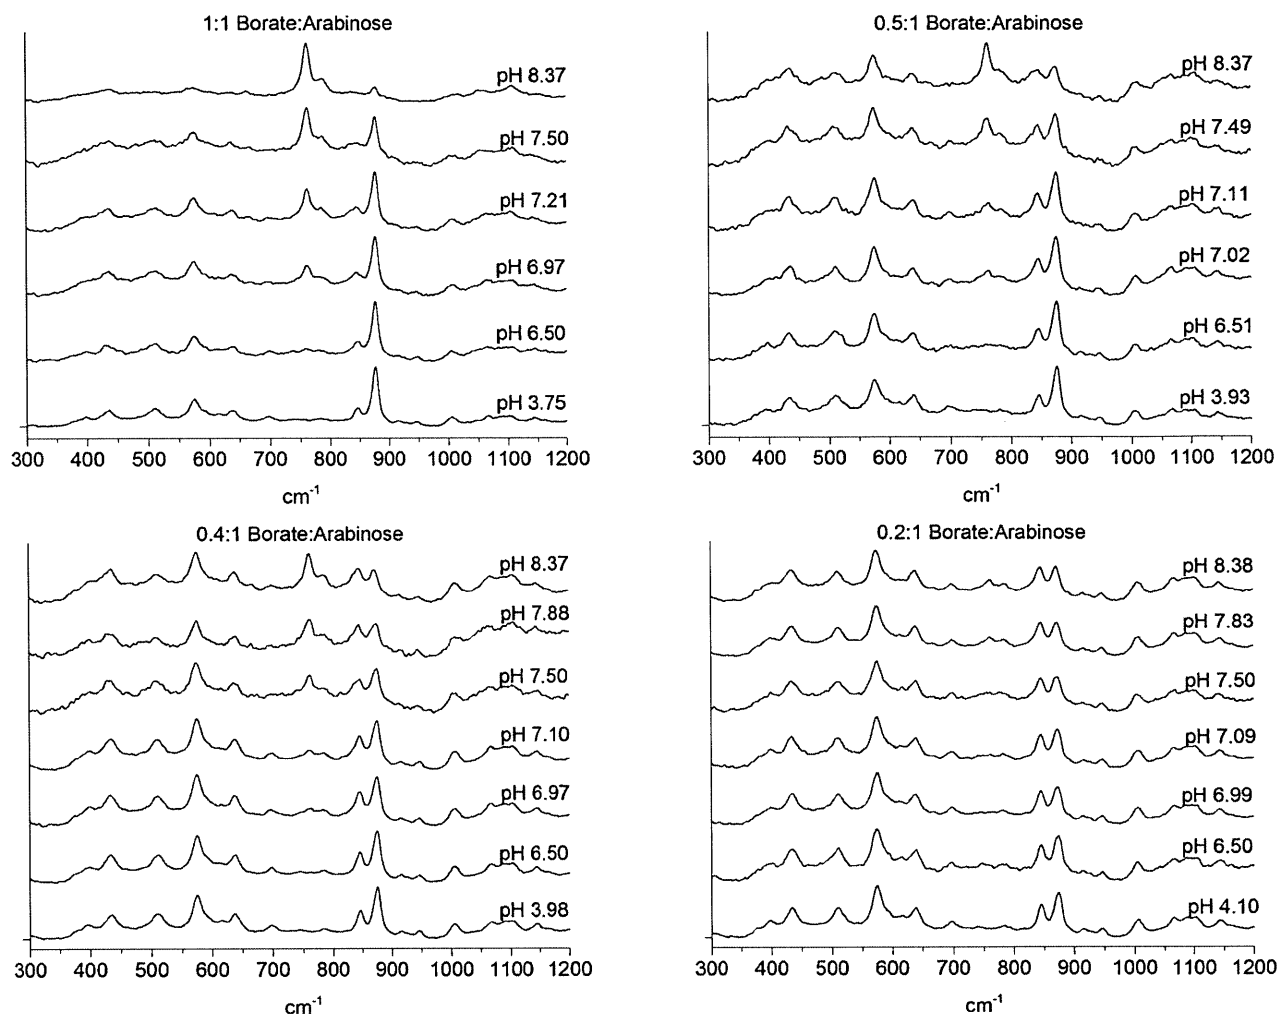 1:1 Borate:Arabinose
pH 8.37
pH 7.50
pH 7.21
pH 6.97
pH 6.50
pH 3.75
300 400 500 600 700 800 900 1000 1100 1200
cm-1
0.5:1 Borate:Arabinose
pH 8.37
pH 7.49
pH 7.11
pH 7.02
pH 6.51
pH 3.93
300 400 500 600 700 800 900 1000 1100 1200
cm-1
0.4:1 Borate:Arabinose
pH 8.37
pH 7.88
pH 7.50
pH 7.10
pH 6.97
pH 6.50
pH 3.98
300 400 500 600 700 800 900 1000 1100 1200
cm-1
0.2:1 Borate:Arabinose
pH 8.38
pH 7.83
pH 7.50
pH 7.09
pH 6.99
pH 6.50
pH 4.10
300 400 500 600 700 800 900 1000 1100 1200
cm-1